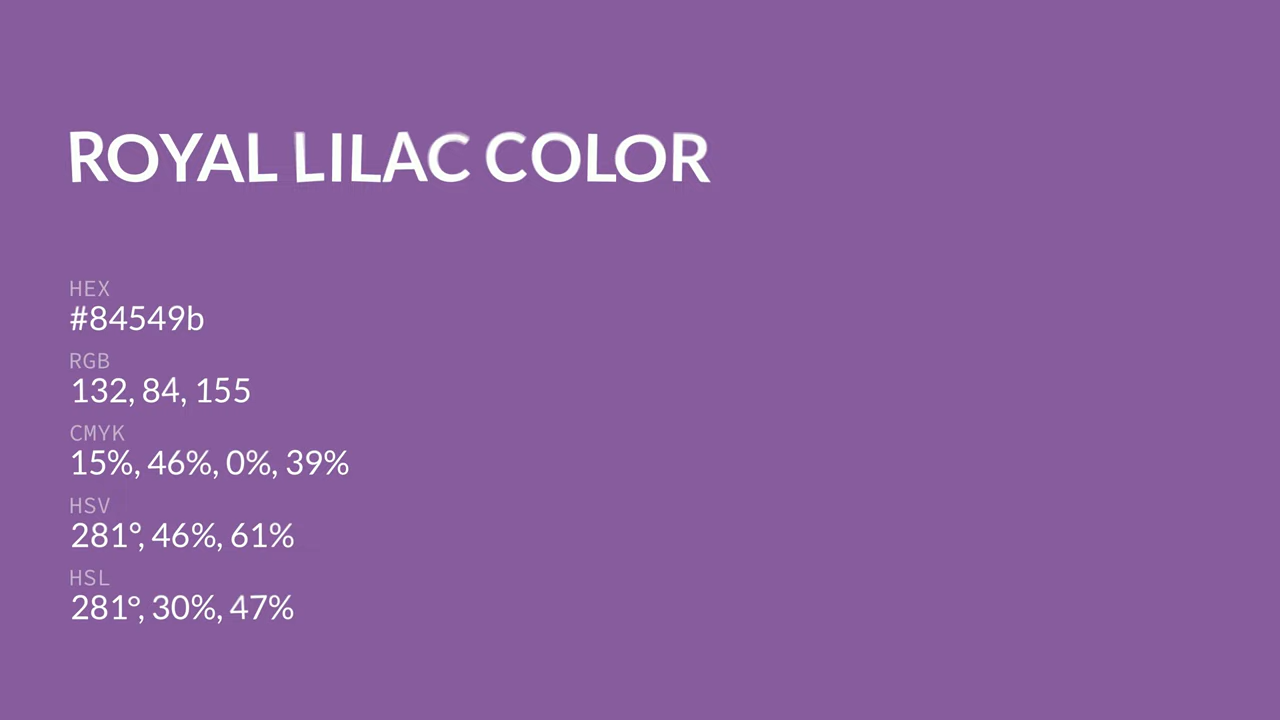 ROYAL LILAC COLOR
HEX
#84549b
RGB
132, 84, 155
CMYK
15%, 46%, 0%, 39%
HSV
281°, 46%, 61%
HSL
281°, 30%, 47%